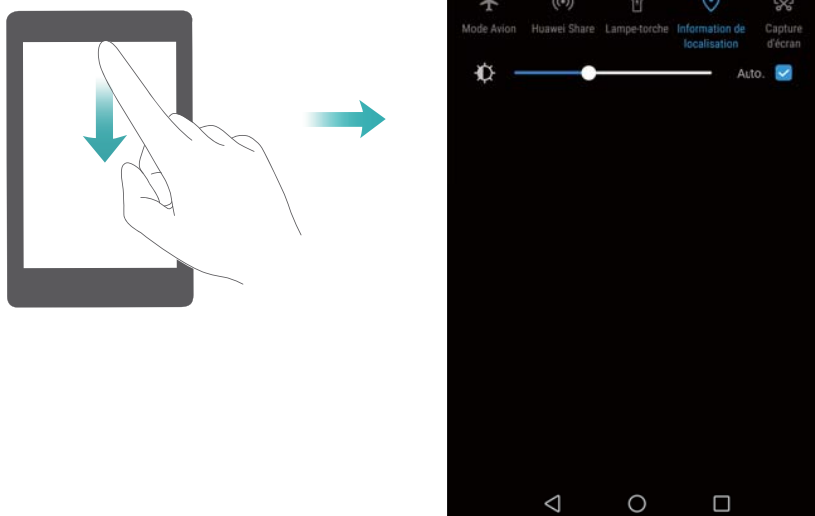 Mode Avion Huawei Share Lampe-torche Information de localisation Capture d'écran
Auto.